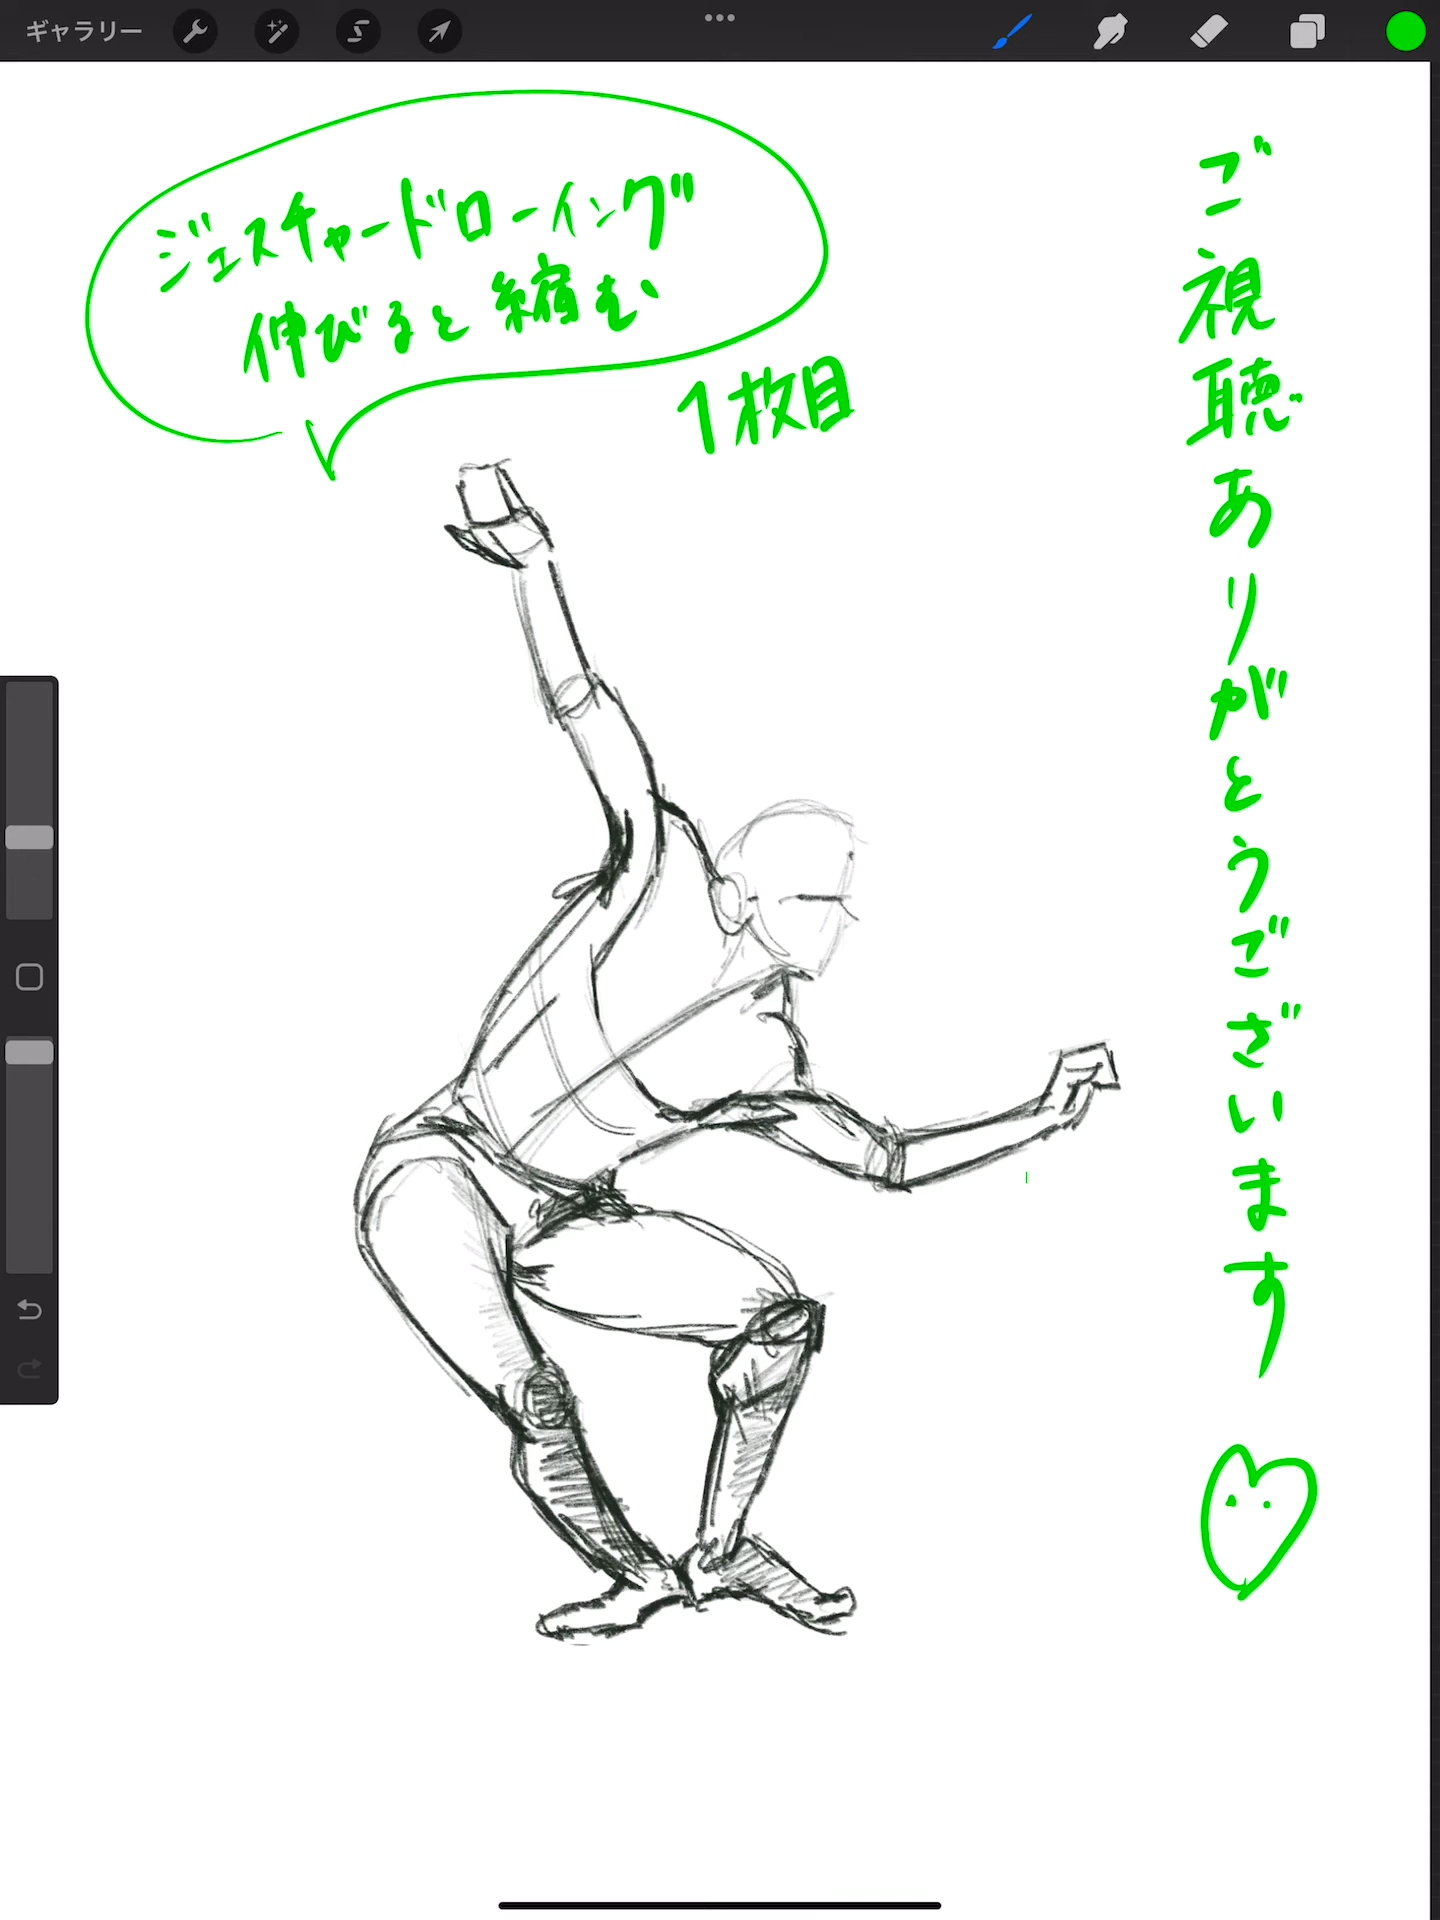 ギャラリー
ジェスチャードローイング
伸びると縮む
1枚目
ご視聴ありがとうございます